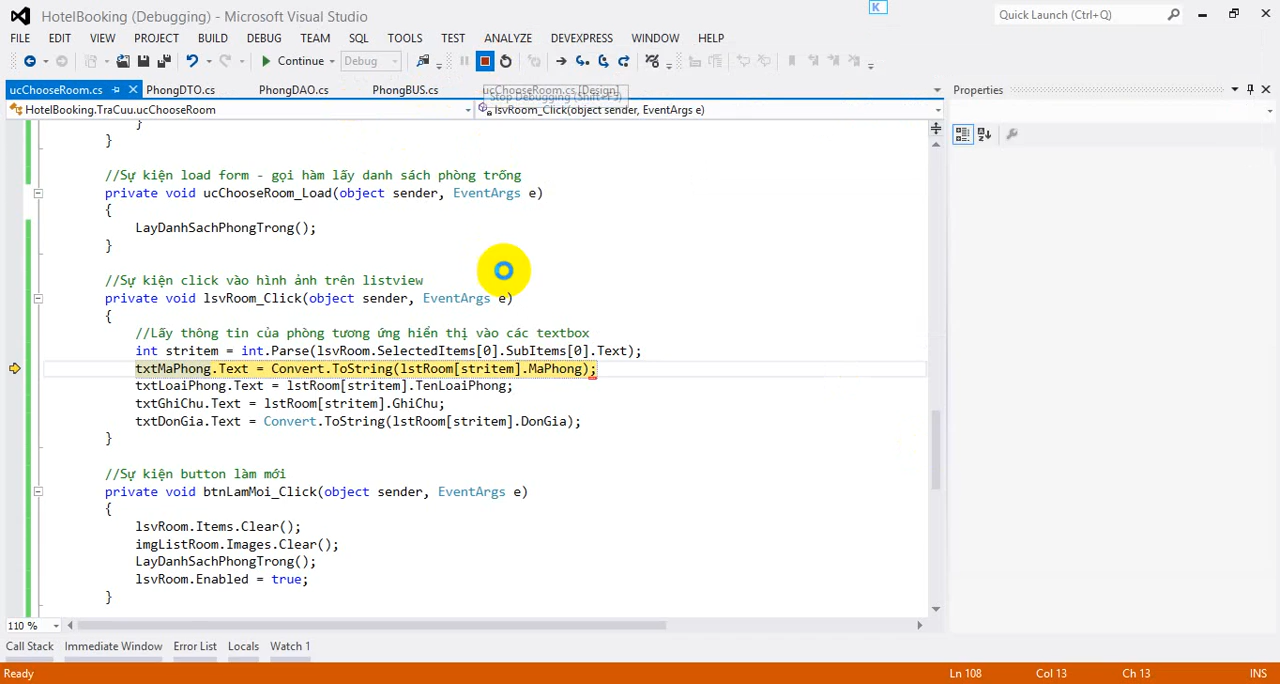 HotelBooking (Debugging) - Microsoft Visual Studio
K
Quick Launch (Ctrl+Q)
FILE EDIT VIEW PROJECT BUILD DEBUG TEAM SQL TOOLS TEST ANALYZE DEVEXPRESS WINDOW HELP
Continue Debug
ucChooseRoom.cs PhongDTO.cs PhongDAO.cs PhongBUS.cs ucChooseRoom.cs [Design]
Properties
Stop Debugging (Shift+F5)
HotelBooking.TraCuu.ucChooseRoom lsvRoom_Click(object sender, EventArgs e)
}
}
//Sự kiện load form - gọi hàm lấy danh sách phòng trống
private void ucChooseRoom_Load(object sender, EventArgs e)
{
LayDanhSachPhongTrong();
}
//Sự kiện click vào hình ảnh trên listview
private void lsvRoom_Click(object sender, EventArgs e)
{
//Lấy thông tin của phòng tương ứng hiển thị vào các textbox
int stritem = int.Parse(lsvRoom.SelectedItems[0].SubItems[0].Text);
txtMaPhong.Text = Convert.ToString(lstRoom[stritem].MaPhong);
txtLoaiPhong.Text = lstRoom[stritem].TenLoaiPhong;
txtGhiChu.Text = lstRoom[stritem].GhiChu;
txtDonGia.Text = Convert.ToString(lstRoom[stritem].DonGia);
}
//Sự kiện button làm mới
private void btnLamMoi_Click(object sender, EventArgs e)
{
lsvRoom.Items.Clear();
imgListRoom.Images.Clear();
LayDanhSachPhongTrong();
lsvRoom.Enabled = true;
}
110 %
Call Stack Immediate Window Error List Locals Watch 1
Ready Ln 108 Col 13 Ch 13 INS